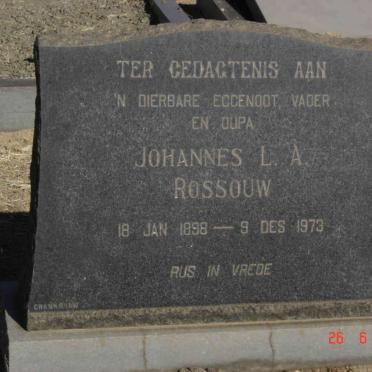 TER GEDAGTENIS AAN
'N DIERBARE EGGENOOT, VADER
EN OUPA
JOHANNES L. A.
ROSSOUW
18 JAN 1898 — 9 DES 1973
RUS IN VREDE
26 6